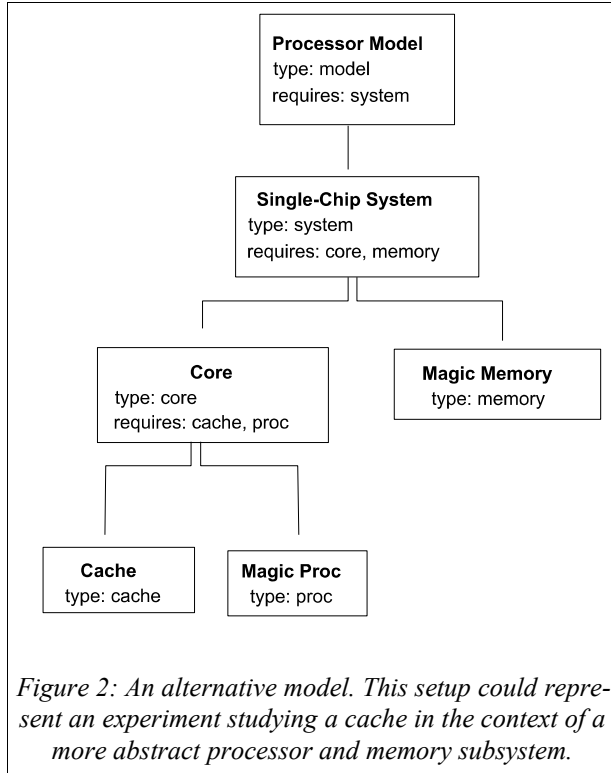 Processor Model
type: model
requires: system
Single-Chip System
type: system
requires: core, memory
Core
type: core
requires: cache, proc
Magic Memory
type: memory
Cache
type: cache
Magic Proc
type: proc
Figure 2: An alternative model. This setup could repre-
sent an experiment studying a cache in the context of a
more abstract processor and memory subsystem.